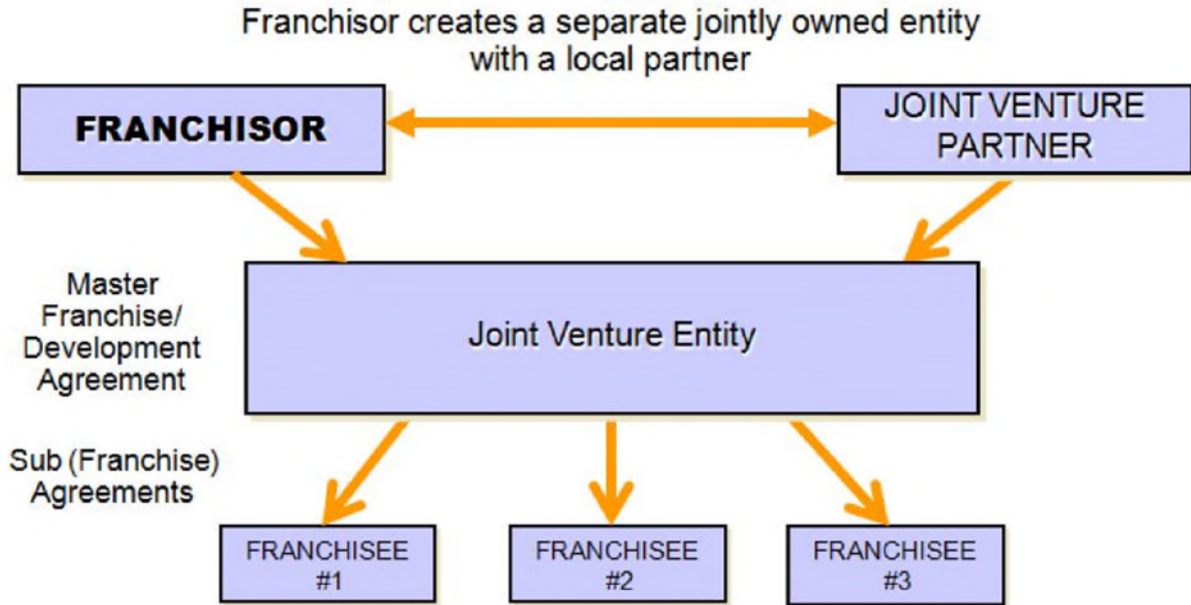 Franchisor creates a separate jointly owned entity
with a local partner
FRANCHISOR
JOINT VENTURE
PARTNER
Master
Franchise/
Development
Agreement
Joint Venture Entity
Sub (Franchise)
Agreements
FRANCHISEE
#1
FRANCHISEE
#2
FRANCHISEE
#3